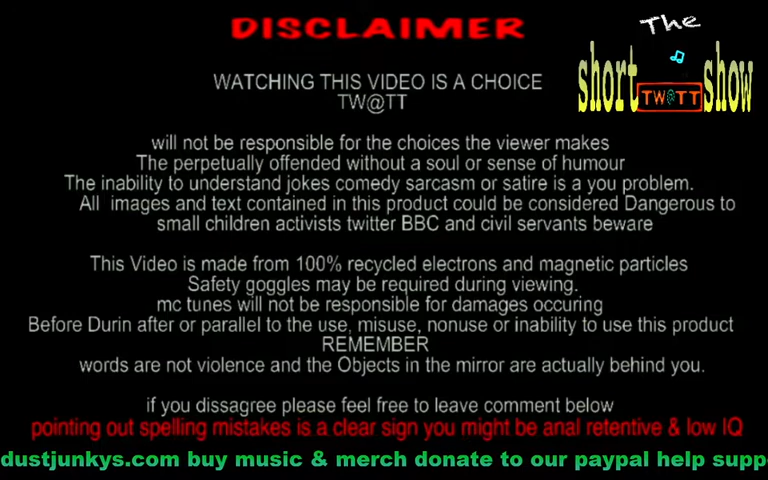 DISCLAIMER
The
short TW@TT show
WATCHING THIS VIDEO IS A CHOICE
TW@TT
will not be responsible for the choices the viewer makes
The perpetually offended without a soul or sense of humour
The inability to understand jokes comedy sarcasm or satire is a you problem.
All images and text contained in this product could be considered Dangerous to
small children activists twitter BBC and civil servants beware
This Video is made from 100% recycled electrons and magnetic particles
Safety goggles may be required during viewing.
mc tunes will not be responsible for damages occuring
Before Durin after or parallel to the use, misuse, nonuse or inability to use this product
REMEMBER
words are not violence and the Objects in the mirror are actually behind you.
if you dissagree please feel free to leave comment below
pointing out spelling mistakes is a clear sign you might be anal retentive & low IQ
dustjunkys.com buy music & merch donate to our paypal help supp